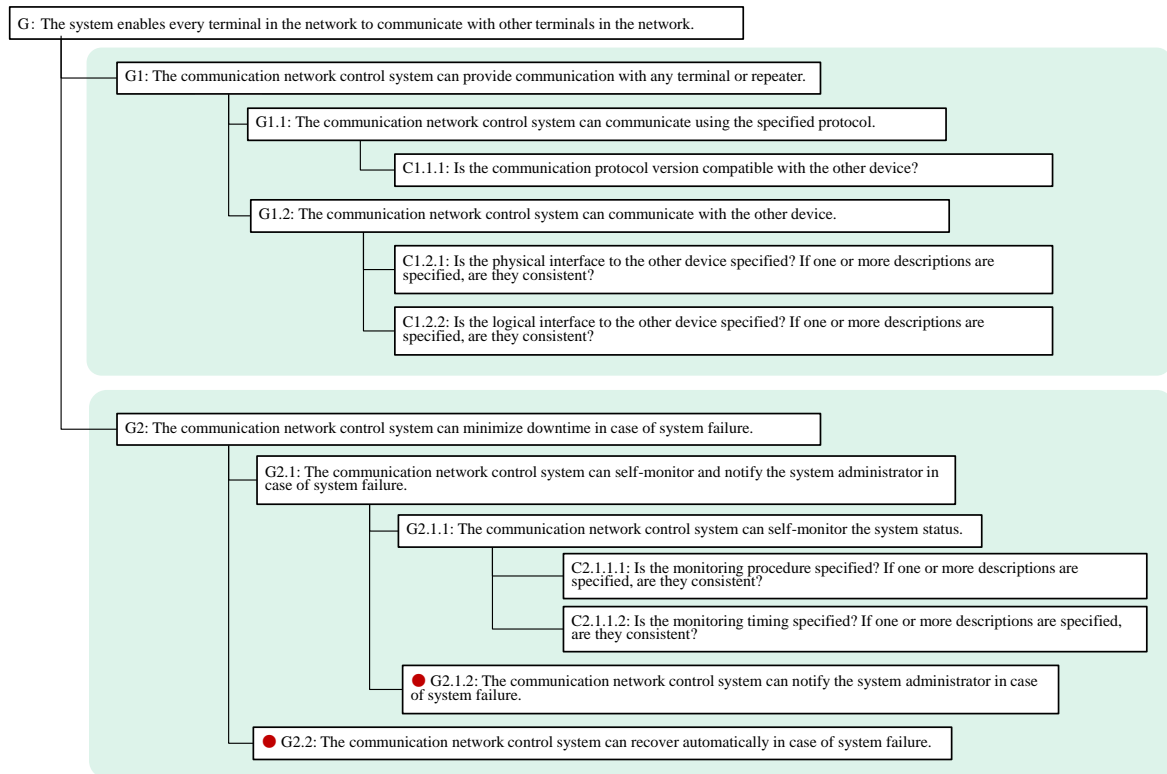 G: The system enables every terminal in the network to communicate with other terminals in the network.
G1: The communication network control system can provide communication with any terminal or repeater.
G1.1: The communication network control system can communicate using the specified protocol.
C1.1.1: Is the communication protocol version compatible with the other device?
G1.2: The communication network control system can communicate with the other device.
C1.2.1: Is the physical interface to the other device specified? If one or more descriptions are
specified, are they consistent?
C1.2.2: Is the logical interface to the other device specified? If one or more descriptions are
specified, are they consistent?
G2: The communication network control system can minimize downtime in case of system failure.
G2.1: The communication network control system can self-monitor and notify the system administrator in
case of system failure.
G2.1.1: The communication network control system can self-monitor the system status.
C2.1.1.1: Is the monitoring procedure specified? If one or more descriptions are
specified, are they consistent?
C2.1.1.2: Is the monitoring timing specified? If one or more descriptions are specified,
are they consistent?
G2.1.2: The communication network control system can notify the system administrator in case
of system failure.
G2.2: The communication network control system can recover automatically in case of system failure.